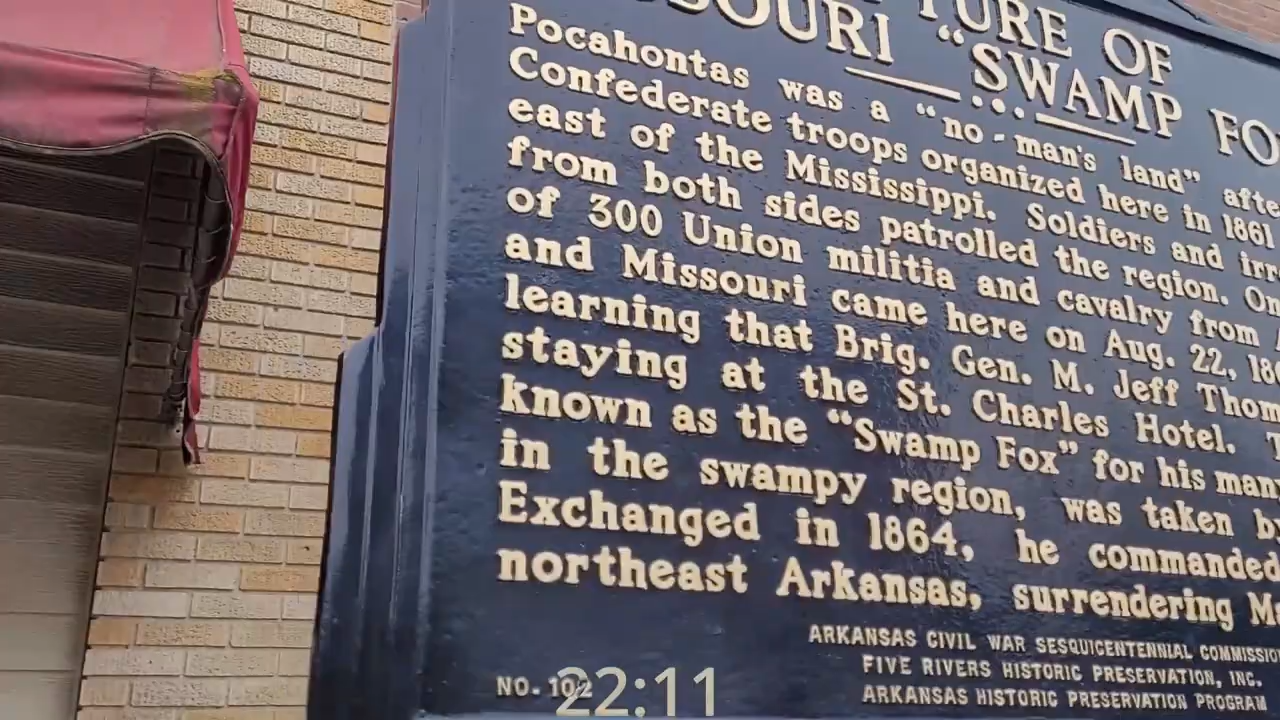 TURE OF
SOURI "SWAMP FO
Pocahontas was a "no-man's land" afte
Confederate troops organized here in 1861
east of the Mississippi. Soldiers and irr
from both sides patrolled the region. On
of 300 Union militia and cavalry from
and Missouri came here on Aug. 22, 186
learning that Brig. Gen. M. Jeff Thom
staying at the St. Charles Hotel. T
known as the "Swamp Fox" for his man
in the swampy region, was taken b
Exchanged in 1864, he commanded
northeast Arkansas, surrendering M
ARKANSAS CIVIL WAR SESQUICENTENNIAL COMMISSION
FIVE RIVERS HISTORIC PRESERVATION, INC.
ARKANSAS HISTORIC PRESERVATION PROGRAM
NO. 102
22:11